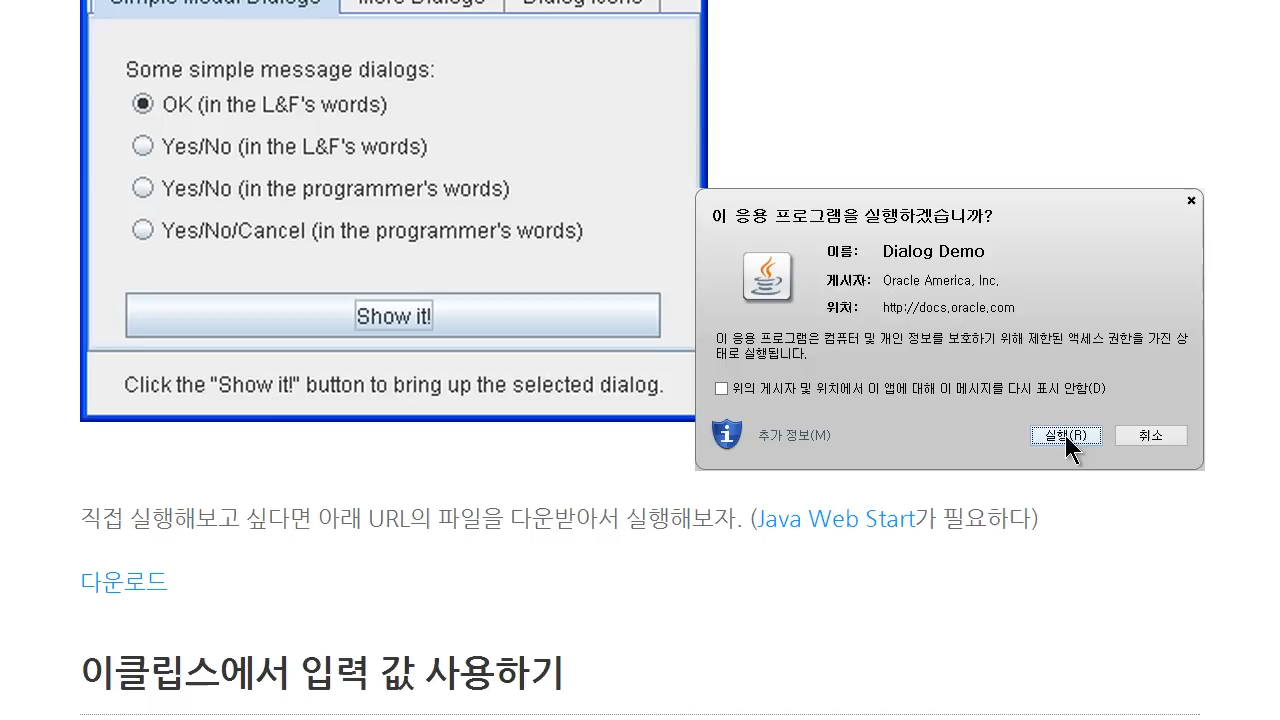 Simple Modal Dialogs More Dialogs Dialog Icons
Some simple message dialogs:
OK (in the L&F's words)
Yes/No (in the L&F's words)
Yes/No (in the programmer's words)
Yes/No/Cancel (in the programmer's words)
Show it!
Click the "Show it!" button to bring up the selected dialog.
이 응용 프로그램을 실행하겠습니까?
이름: Dialog Demo
게시자: Oracle America, Inc.
위치: http://docs.oracle.com
이 응용 프로그램은 컴퓨터 및 개인 정보를 보호하기 위해 제한된 액세스 권한을 가진 상
태로 실행됩니다.
위의 게시자 및 위치에서 이 앱에 대해 이 메시지를 다시 표시 안함(D)
추가 정보(M)
실행(R) 취소
직접 실행해보고 싶다면 아래 URL의 파일을 다운받아서 실행해보자. (Java Web Start가 필요하다)
다운로드
이클립스에서 입력 값 사용하기